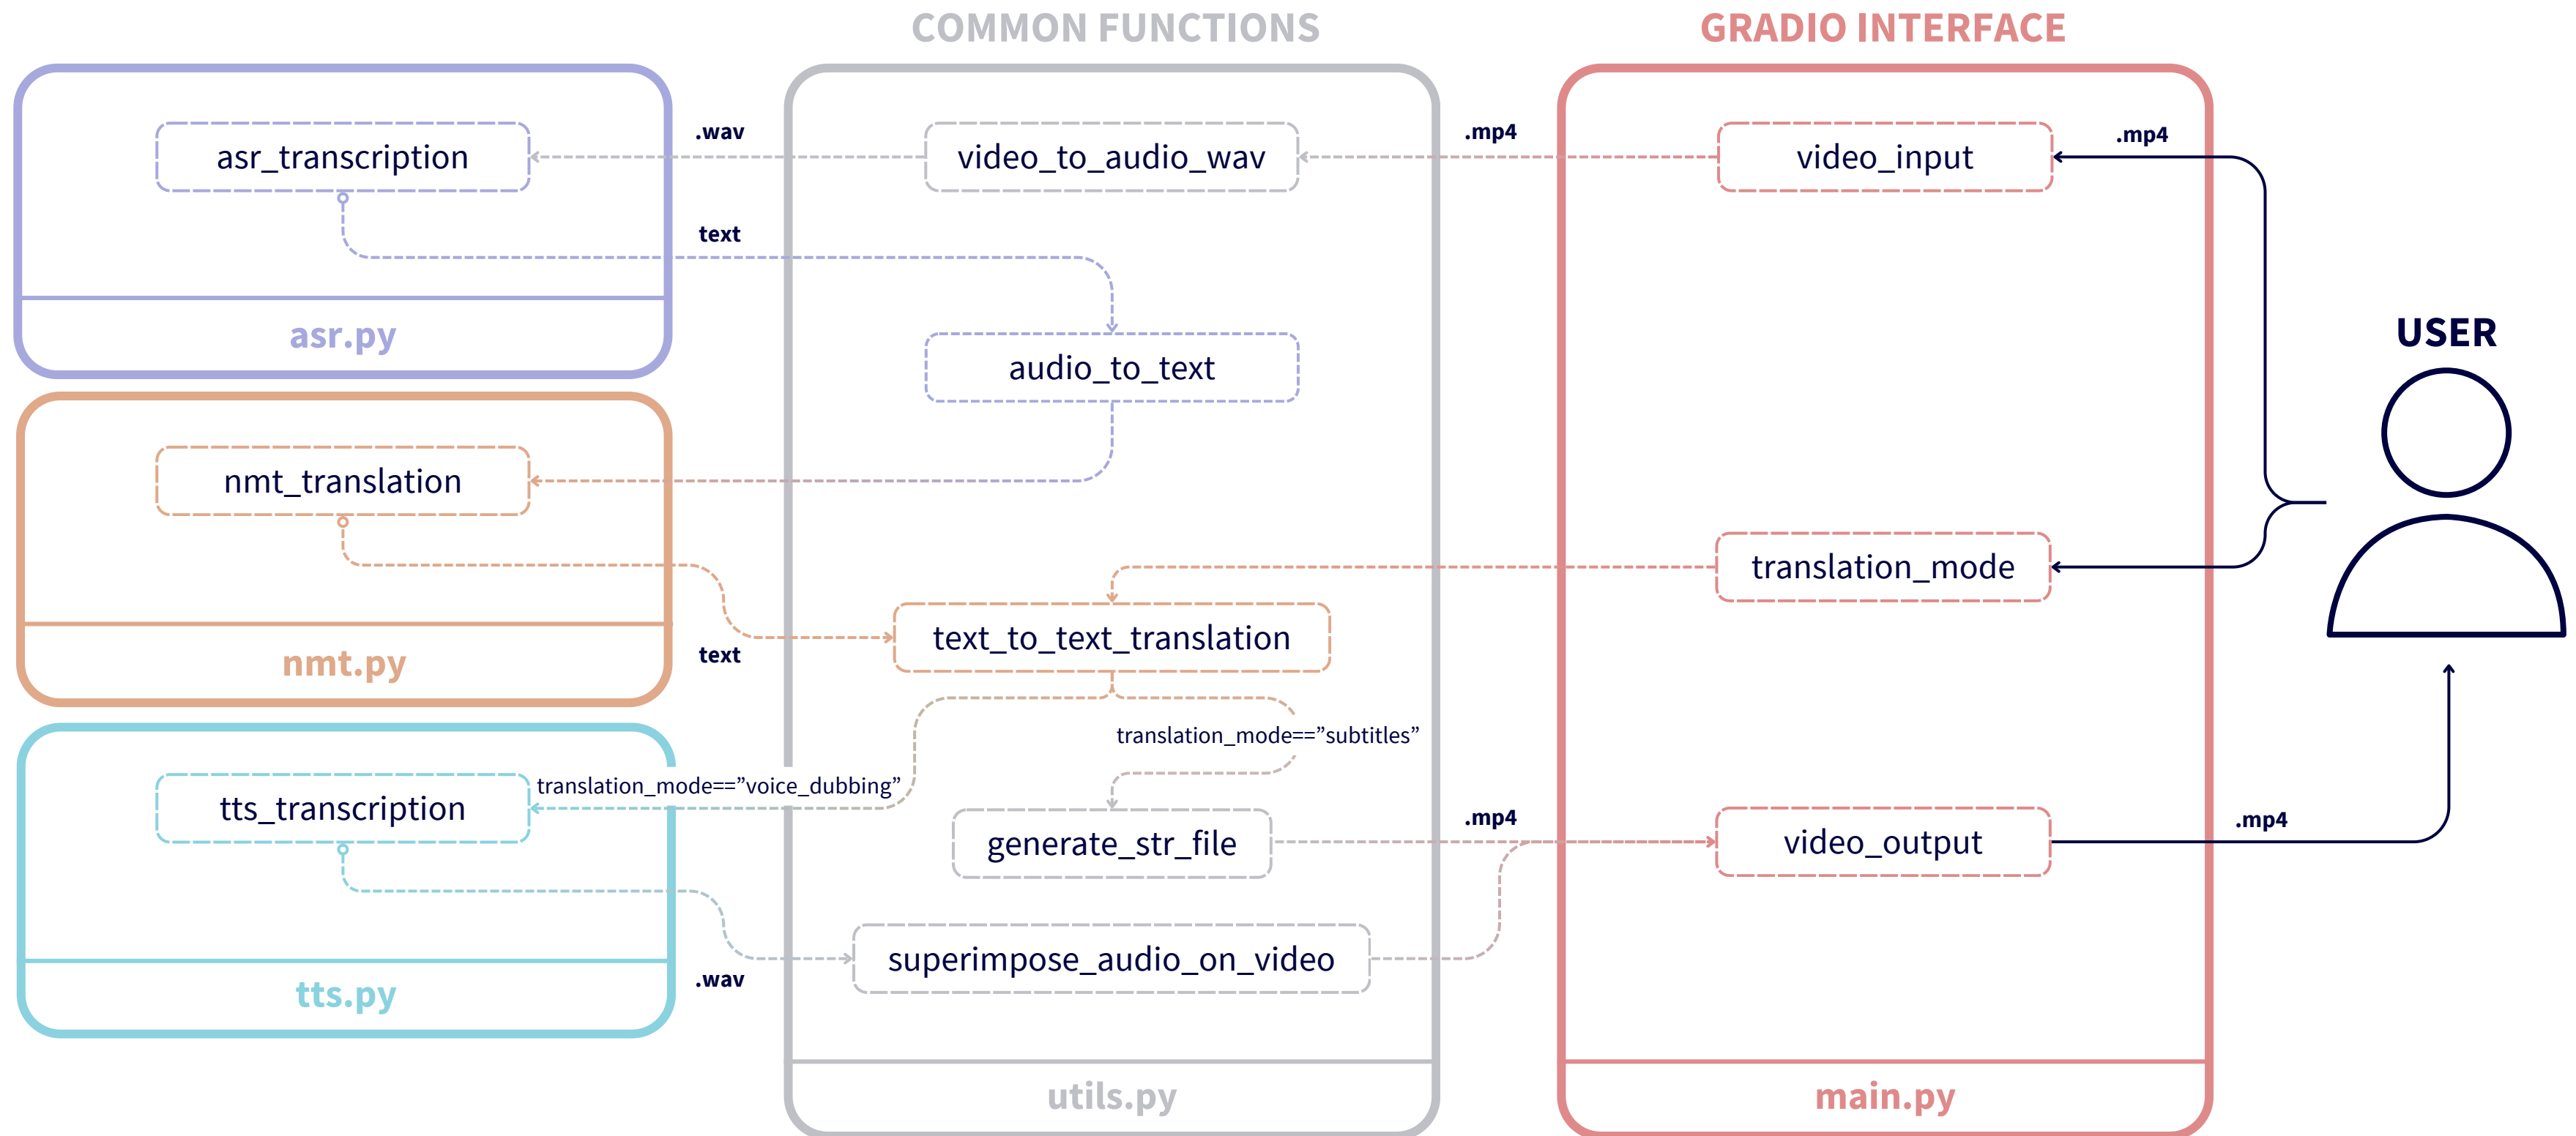 COMMON FUNCTIONS
GRADIO INTERFACE
asr_transcription
.wav
video_to_audio_wav
.mp4
video_input
.mp4
text
asr.py
audio_to_text
USER
nmt_translation
translation_mode
text_to_text_translation
nmt.py
text
translation_mode==”subtitles”
translation_mode==”voice_dubbing”
tts_transcription
generate_str_file
.mp4
video_output
.mp4
superimpose_audio_on_video
.wav
tts.py
utils.py
main.py